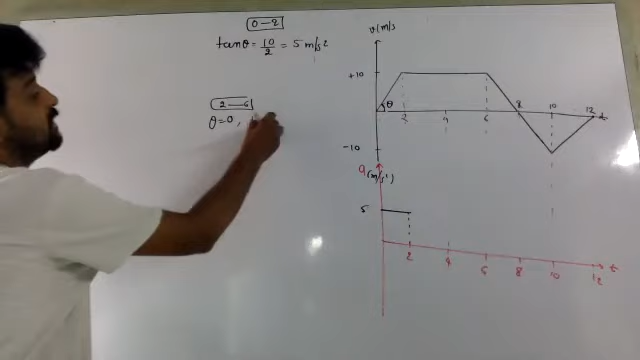 0-2
tanθ = 10/2 = 5 m/s²
2-6
θ=0,
v(m/s
+10
θ
2 4 6 8 10 12 t
-10
a(m/s²)
5
2 4 6 8 10 12 t